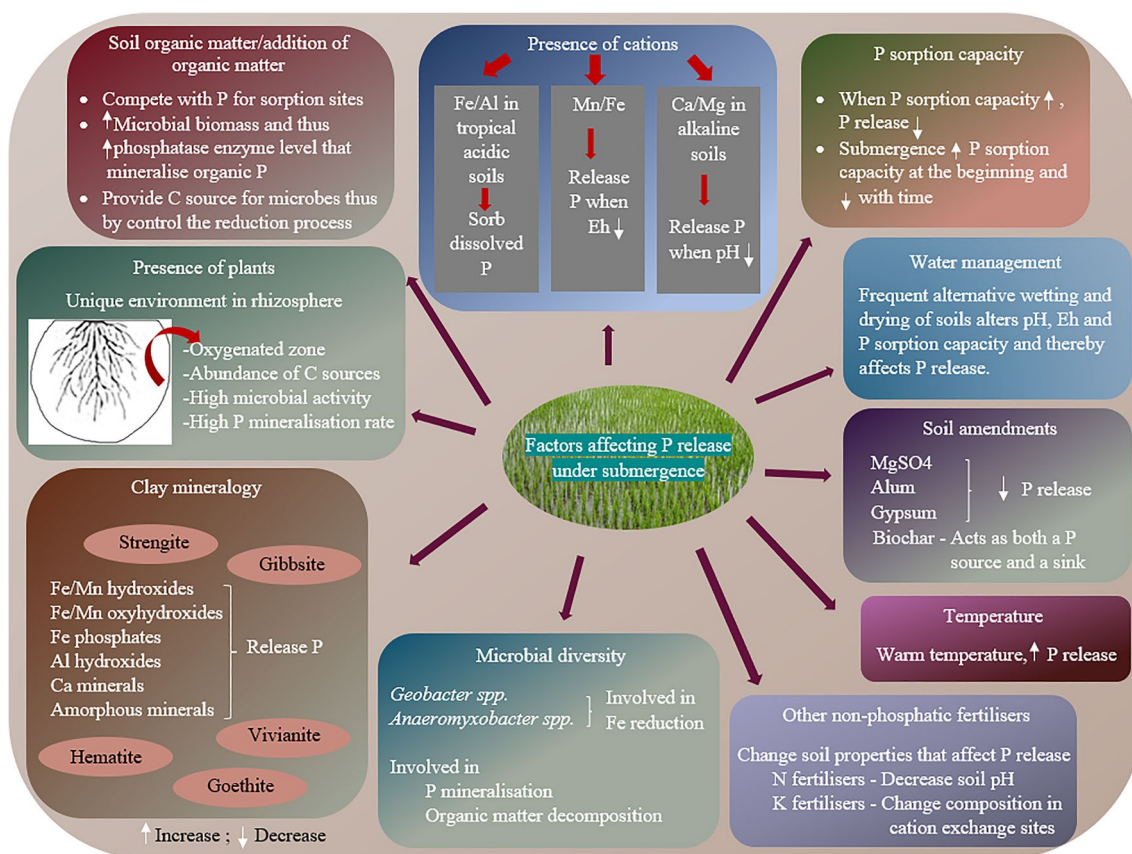 Soil organic matter/addition of
organic matter
• Compete with P for sorption sites
• ↑Microbial biomass and thus
↑phosphatase enzyme level that
mineralise organic P
• Provide C source for microbes thus
by control the reduction process
Presence of cations
Fe/Al in
tropical
acidic
soils
Sorb
dissolved
P
Mn/Fe
Release
P when
Eh ↓
Ca/Mg in
alkaline
soils
Release P
when pH ↓
P sorption capacity
• When P sorption capacity ↑,
P release ↓
• Submergence ↑ P sorption
capacity at the beginning and
↓ with time
Presence of plants
Unique environment in rhizosphere
-Oxygenated zone
-Abundance of C sources
-High microbial activity
-High P mineralisation rate
Water management
Frequent alternative wetting and
drying of soils alters pH, Eh and
P sorption capacity and thereby
affects P release.
Factors affecting P release
under submergence
Soil amendments
MgSO4
Alum
Gypsum
↓ P release
Biochar - Acts as both a P
source and a sink
Clay mineralogy
Strengite
Gibbsite
Fe/Mn hydroxides
Fe/Mn oxyhydroxides
Fe phosphates
Al hydroxides
Ca minerals
Amorphous minerals
Release P
Vivianite
Hematite
Goethite
Temperature
Warm temperature, ↑ P release
Microbial diversity
Geobacter spp.
Anaeromyxobacter spp.
Involved in
Fe reduction
Involved in
P mineralisation
Organic matter decomposition
Other non-phosphatic fertilisers
Change soil properties that affect P release
N fertilisers - Decrease soil pH
K fertilisers - Change composition in
cation exchange sites
↑ Increase ; ↓ Decrease